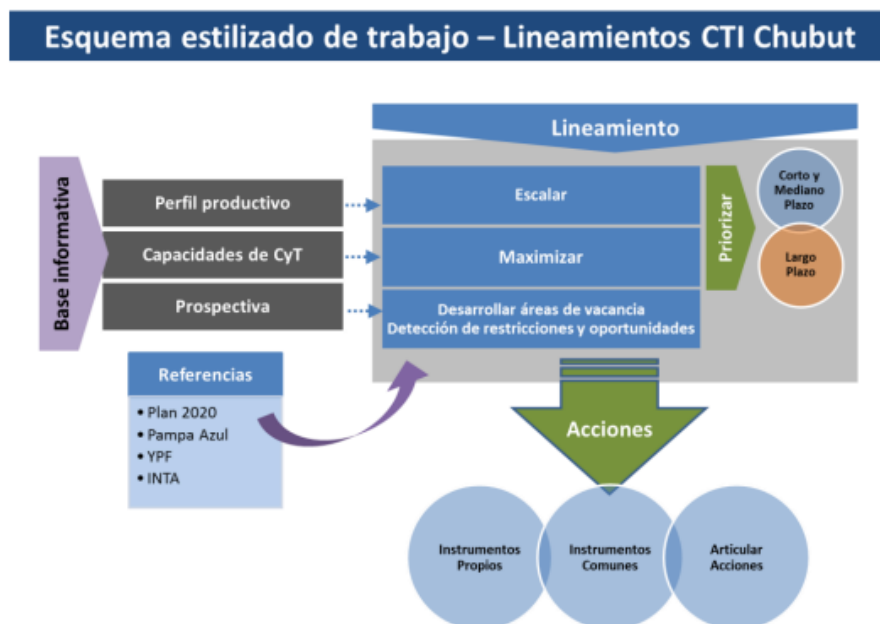 Esquema estilizado de trabajo – Lineamientos CTI Chubut
Lineamiento
Base informativa
Perfil productivo
Capacidades de CyT
Prospectiva
Escalar
Maximizar
Desarrollar áreas de vacancia
Detección de restricciones y oportunidades
Priorizar
Corto y
Mediano
Plazo
Largo
Plazo
Referencias
• Plan 2020
• Pampa Azul
• YPF
• INTA
Acciones
Instrumentos
Propios
Instrumentos
Comunes
Articular
Acciones